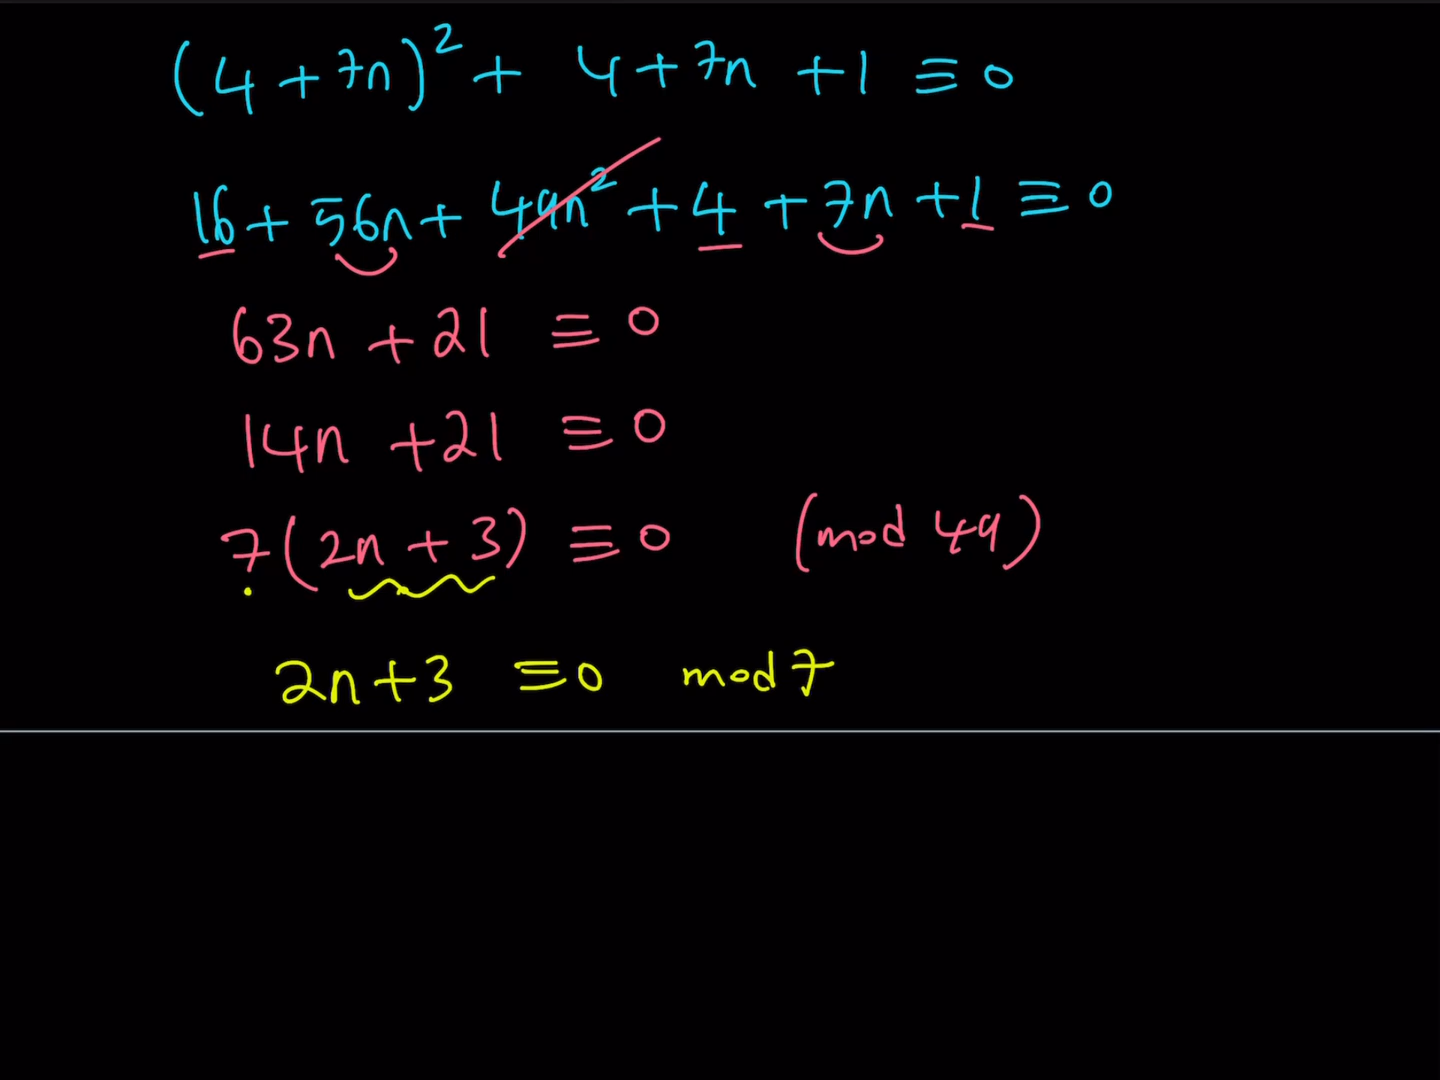 (4 + 7n)² + 4 + 7n + 1 ≡ 0
16 + 56n + 49n² + 4 + 7n + 1 ≡ 0
63n + 21 ≡ 0
14n + 21 ≡ 0
7(2n + 3) ≡ 0 (mod 49)
2n + 3 ≡ 0 mod 7